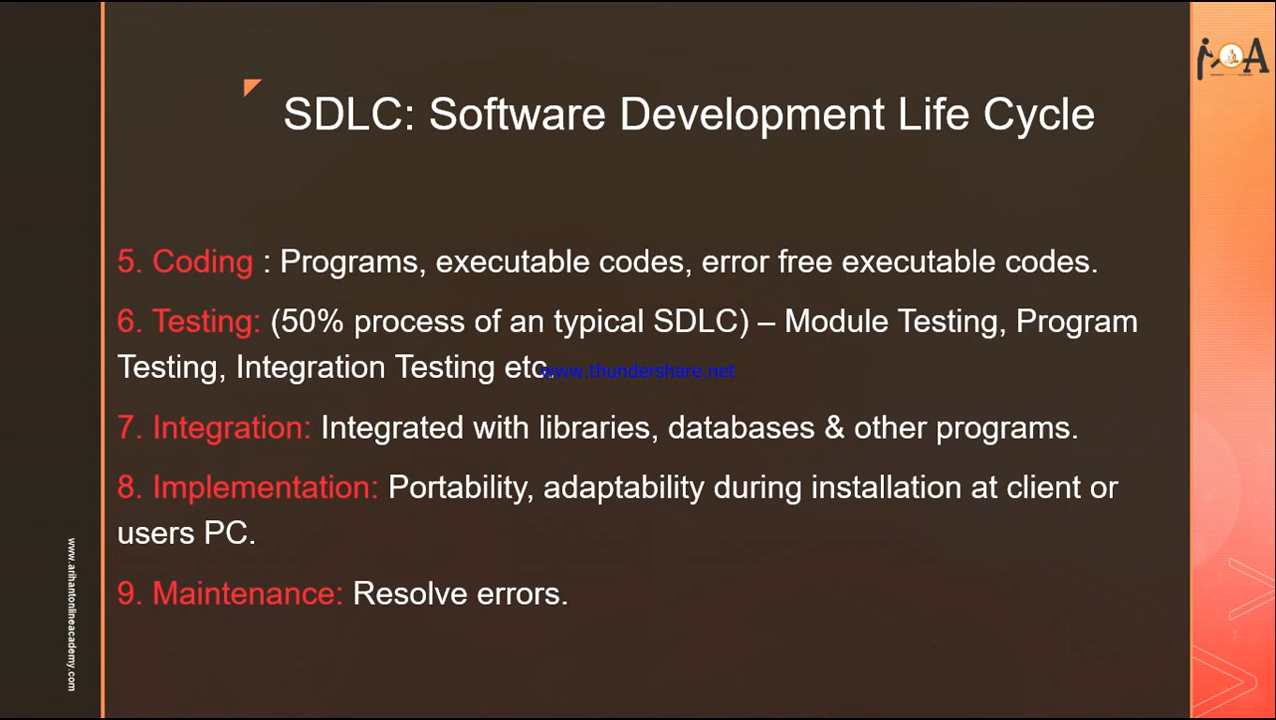 SDLC: Software Development Life Cycle
5. Coding : Programs, executable codes, error free executable codes.
6. Testing: (50% process of an typical SDLC) – Module Testing, Program
Testing, Integration Testing etc.
www.thundershare.net
7. Integration: Integrated with libraries, databases & other programs.
8. Implementation: Portability, adaptability during installation at client or
users PC.
9. Maintenance: Resolve errors.
www.arihantonlineacademy.com